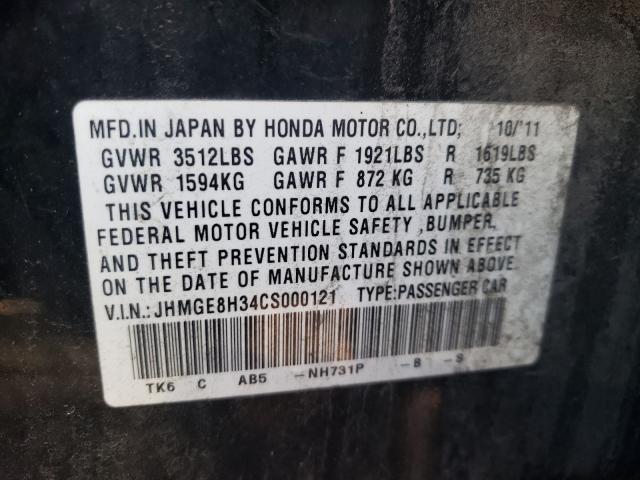 MFD.IN JAPAN BY HONDA MOTOR CO.,LTD; 10/'11
GVWR 3512LBS GAWR F 1921LBS R 1619LBS
GVWR 1594KG GAWR F 872 KG R 735 KG
THIS VEHICLE CONFORMS TO ALL APPLICABLE
FEDERAL MOTOR VEHICLE SAFETY ,BUMPER,
AND THEFT PREVENTION STANDARDS IN EFFECT
ON THE DATE OF MANUFACTURE SHOWN ABOVE.
V.I.N.: JHMGE8H34CS000121 TYPE:PASSENGER CAR
TK6 C AB5 -NH731P -B -S